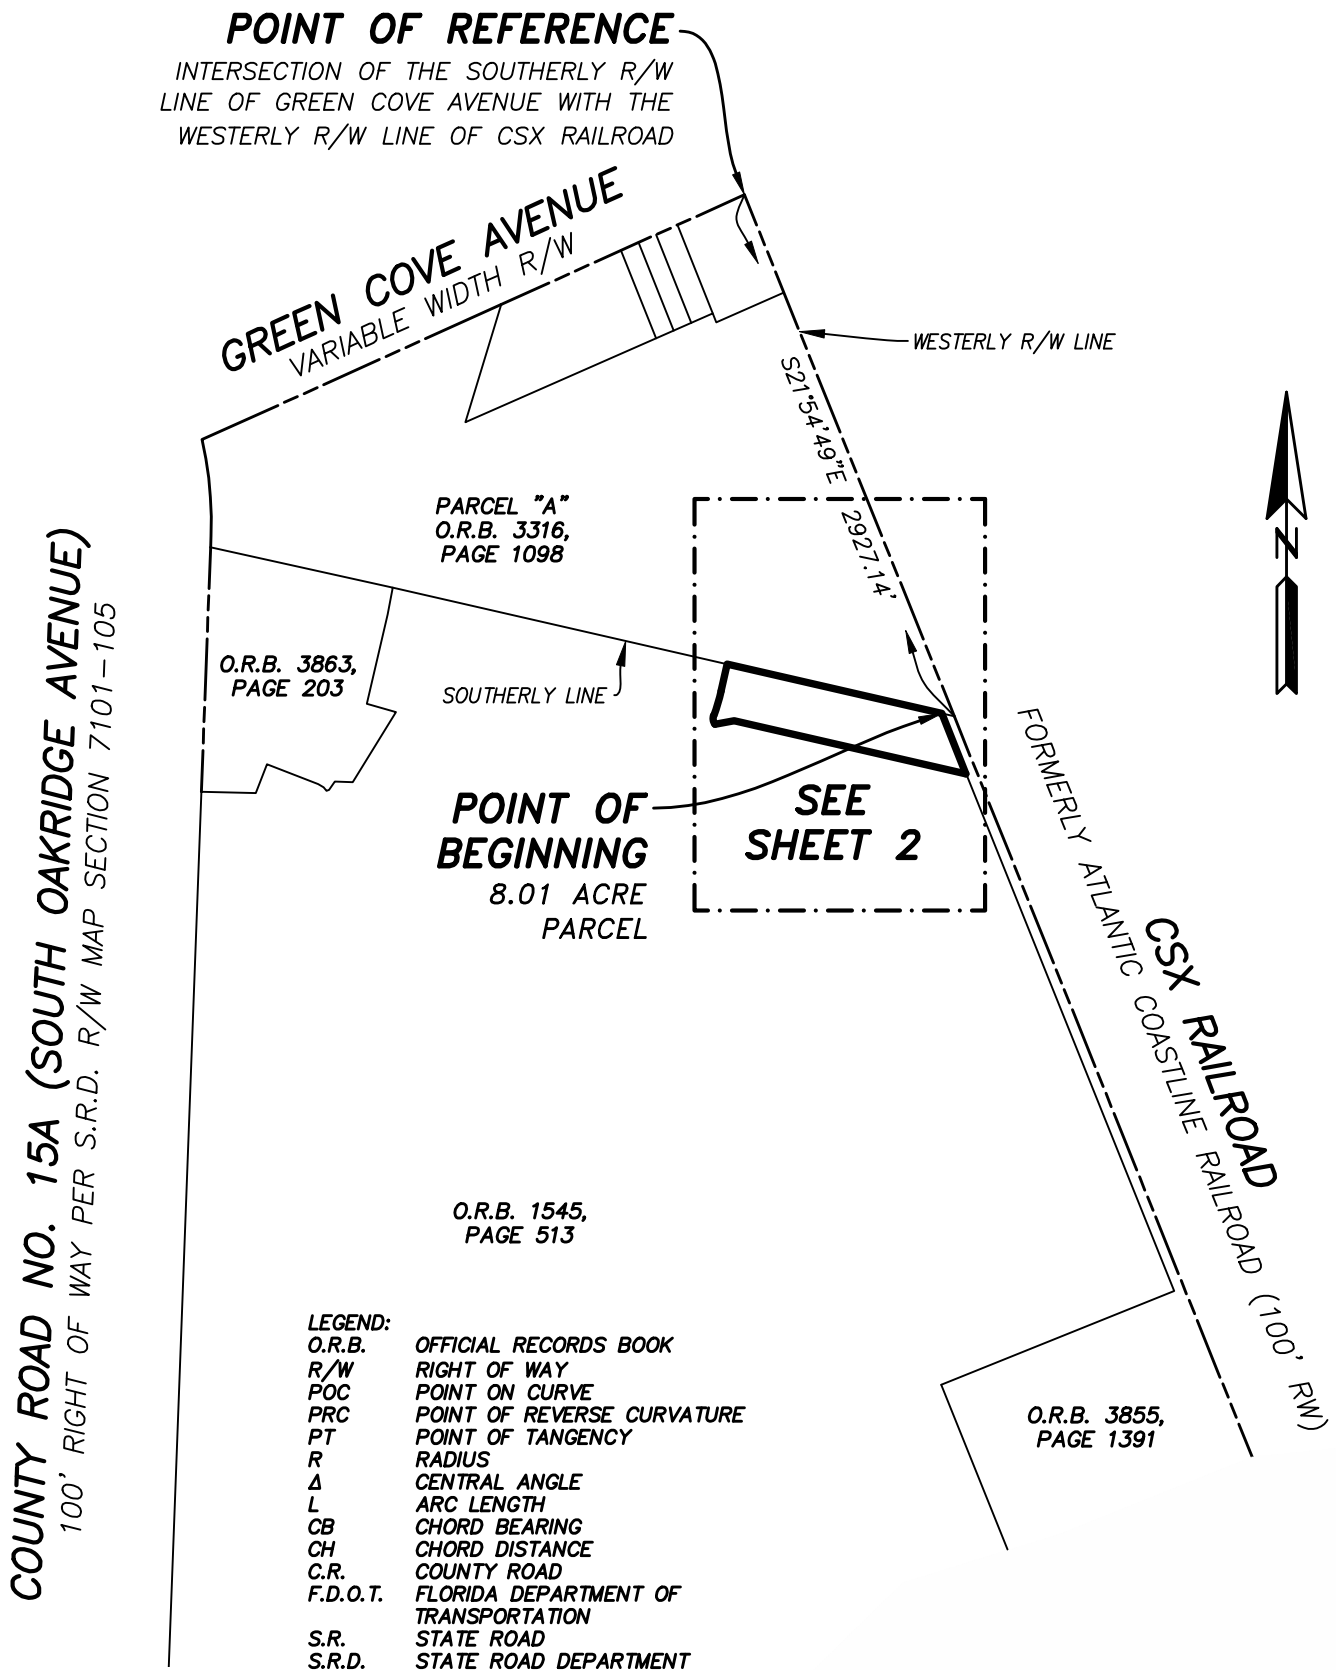 POINT OF REFERENCE
INTERSECTION OF THE SOUTHERLY R/W
LINE OF GREEN COVE AVENUE WITH THE
WESTERLY R/W LINE OF CSX RAILROAD
GREEN COVE AVENUE
VARIABLE WIDTH R/W
WESTERLY R/W LINE
S21°54'49"E 2927.14'
PARCEL "A"
O.R.B. 3316,
PAGE 1098
N
O.R.B. 3863,
PAGE 203
SOUTHERLY LINE
POINT OF
BEGINNING
8.01 ACRE
PARCEL
SEE
SHEET 2
COUNTY ROAD NO. 15A (SOUTH OAKRIDGE AVENUE)
100' RIGHT OF WAY PER S.R.D. R/W MAP SECTION 7101-105
CSX RAILROAD
FORMERLY ATLANTIC COASTLINE RAILROAD (100' RW)
O.R.B. 1545,
PAGE 513
O.R.B. 3855,
PAGE 1391
LEGEND:
O.R.B. OFFICIAL RECORDS BOOK
R/W RIGHT OF WAY
POC POINT ON CURVE
PRC POINT OF REVERSE CURVATURE
PT POINT OF TANGENCY
R RADIUS
Δ CENTRAL ANGLE
L ARC LENGTH
CB CHORD BEARING
CH CHORD DISTANCE
C.R. COUNTY ROAD
F.D.O.T. FLORIDA DEPARTMENT OF
TRANSPORTATION
S.R. STATE ROAD
S.R.D. STATE ROAD DEPARTMENT